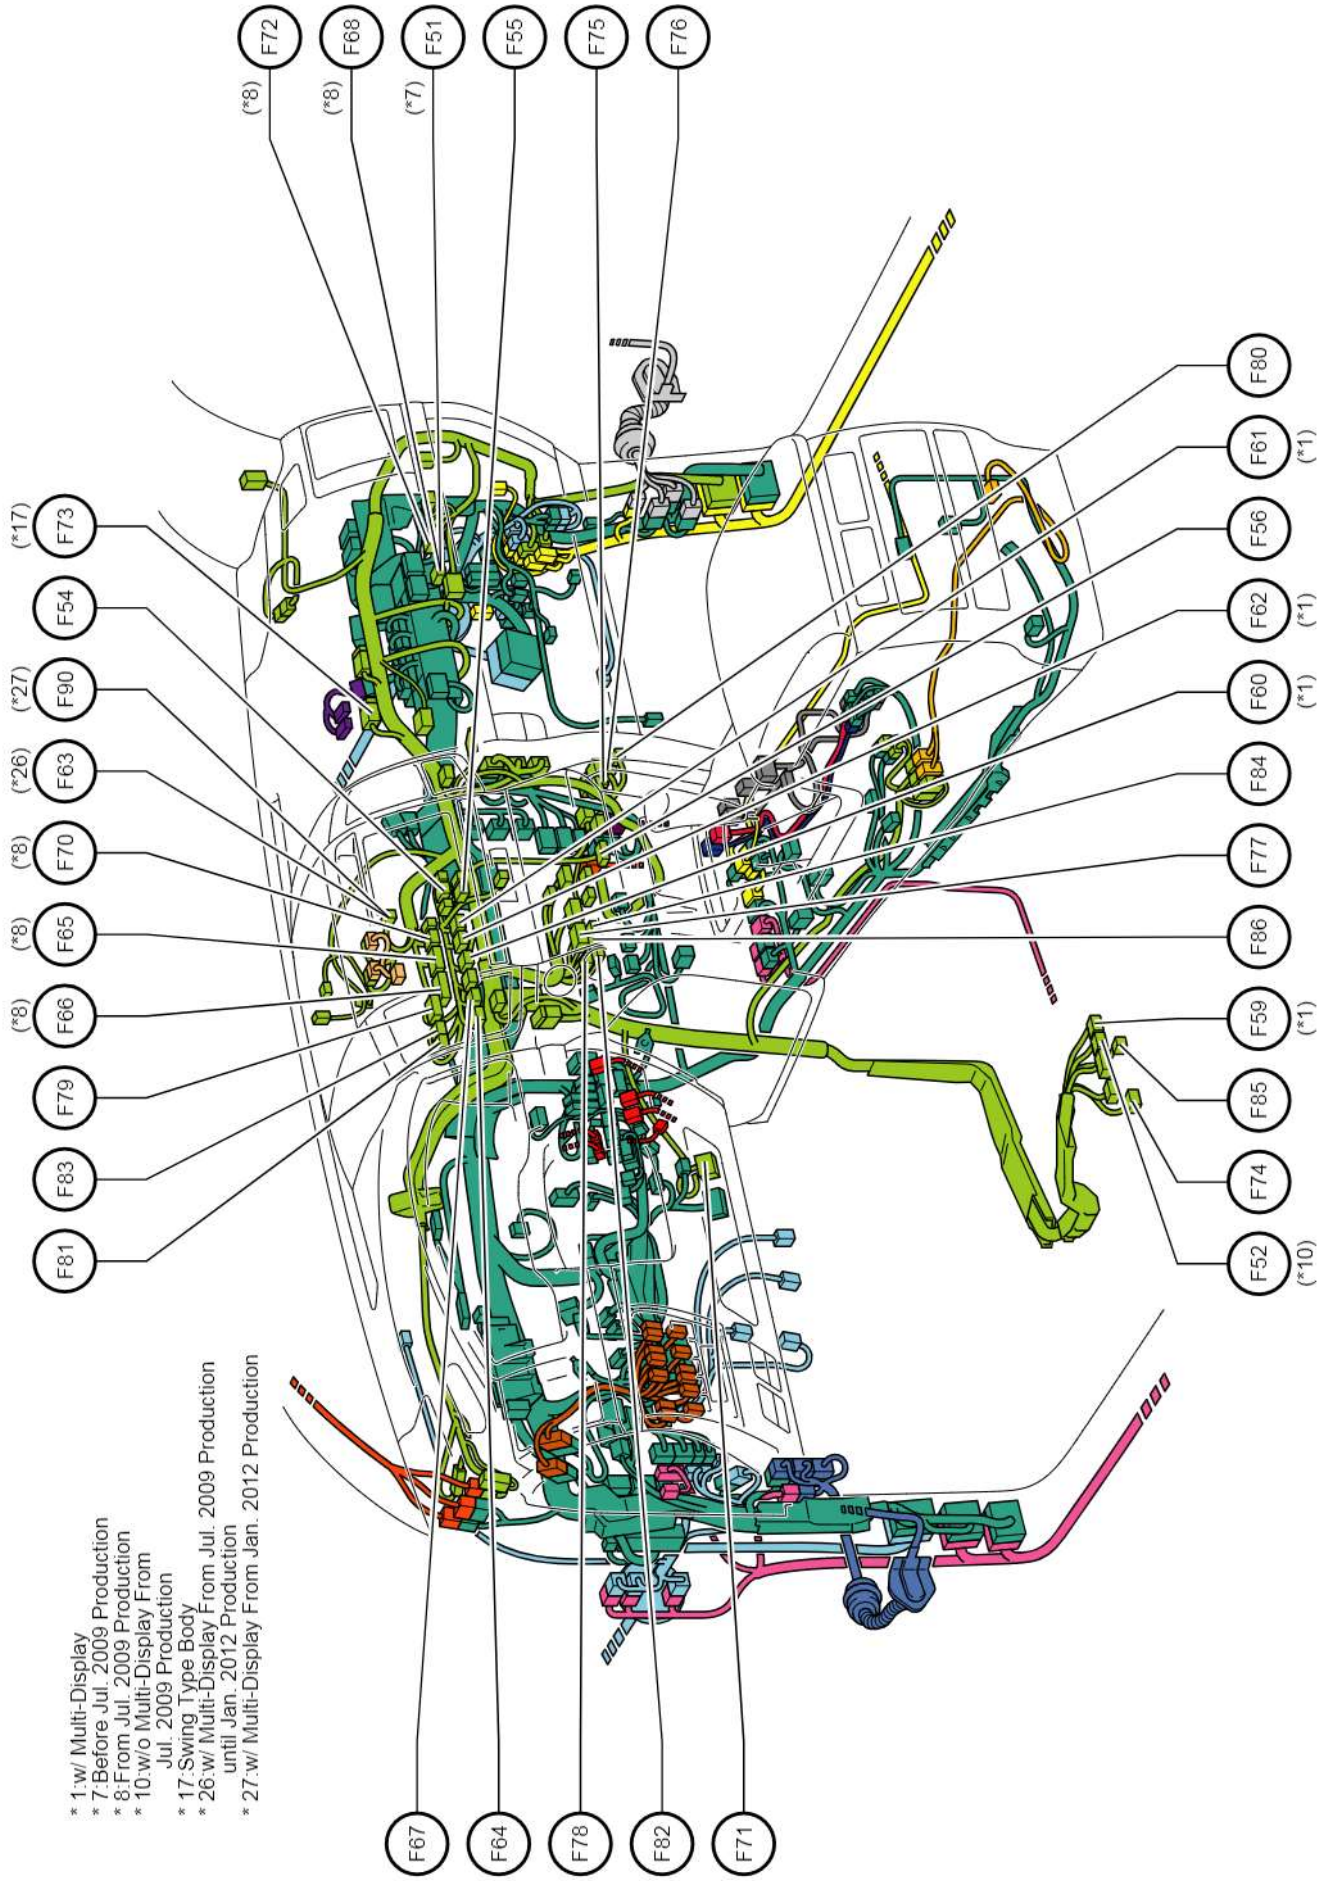 (*8) (*8) (*8) (*26) (*27) (*17)
F81 F83 F79 F66 F65 F70 F63 F90 F54 F73
* 1:w/ Multi-Display
* 7:Before Jul. 2009 Production
* 8:From Jul. 2009 Production
* 10:w/o Multi-Display From
Jul. 2009 Production
* 17:Swing Type Body
* 26:w/ Multi-Display From Jul. 2009 Production
until Jan. 2012 Production
* 27:w/ Multi-Display From Jan. 2012 Production
(*8) F72
(*8) F68
(*7) F51
F55
F75
F76
F67
F64
F78
F82
F71
F52 F74 F85 F59 F86 F77 F84 F60 F62 F56 F61 F80
(*10) (*1) (*1) (*1) (*1)